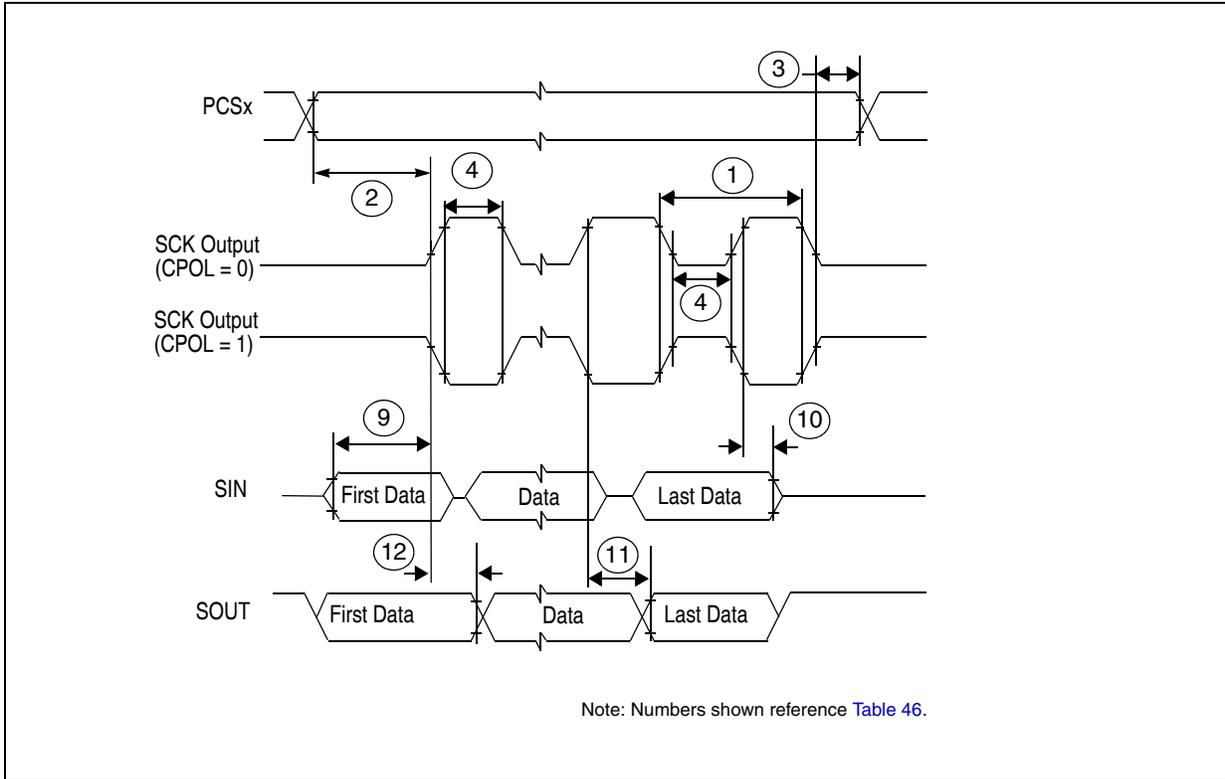 3
PCSx
4
1
2
SCK Output
(CPOL = 0)
4
SCK Output
(CPOL = 1)
9
10
SIN
First Data
Data
Last Data
12
11
SOUT
First Data
Data
Last Data
Note: Numbers shown reference Table 46.